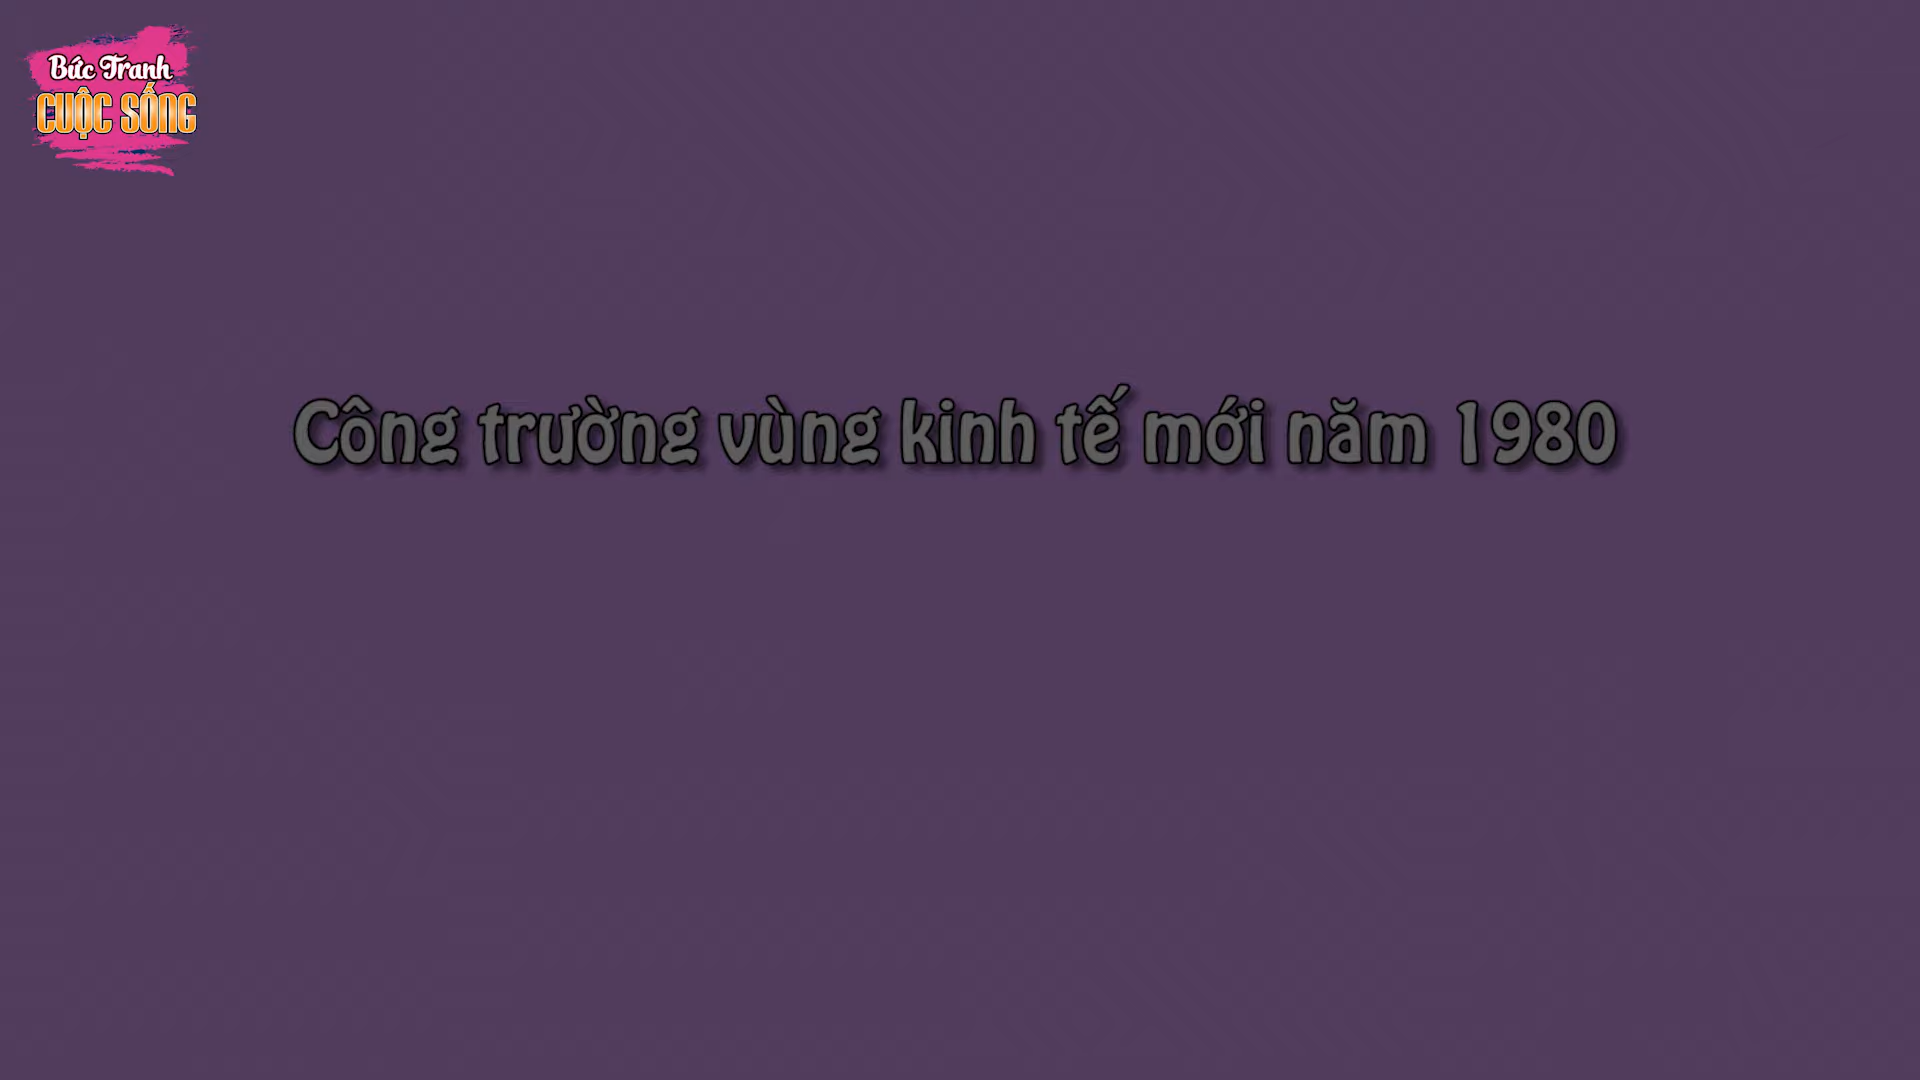 Bức Tranh
CUỘC SỐNG
Công trường vùng kinh tế mới năm 1980